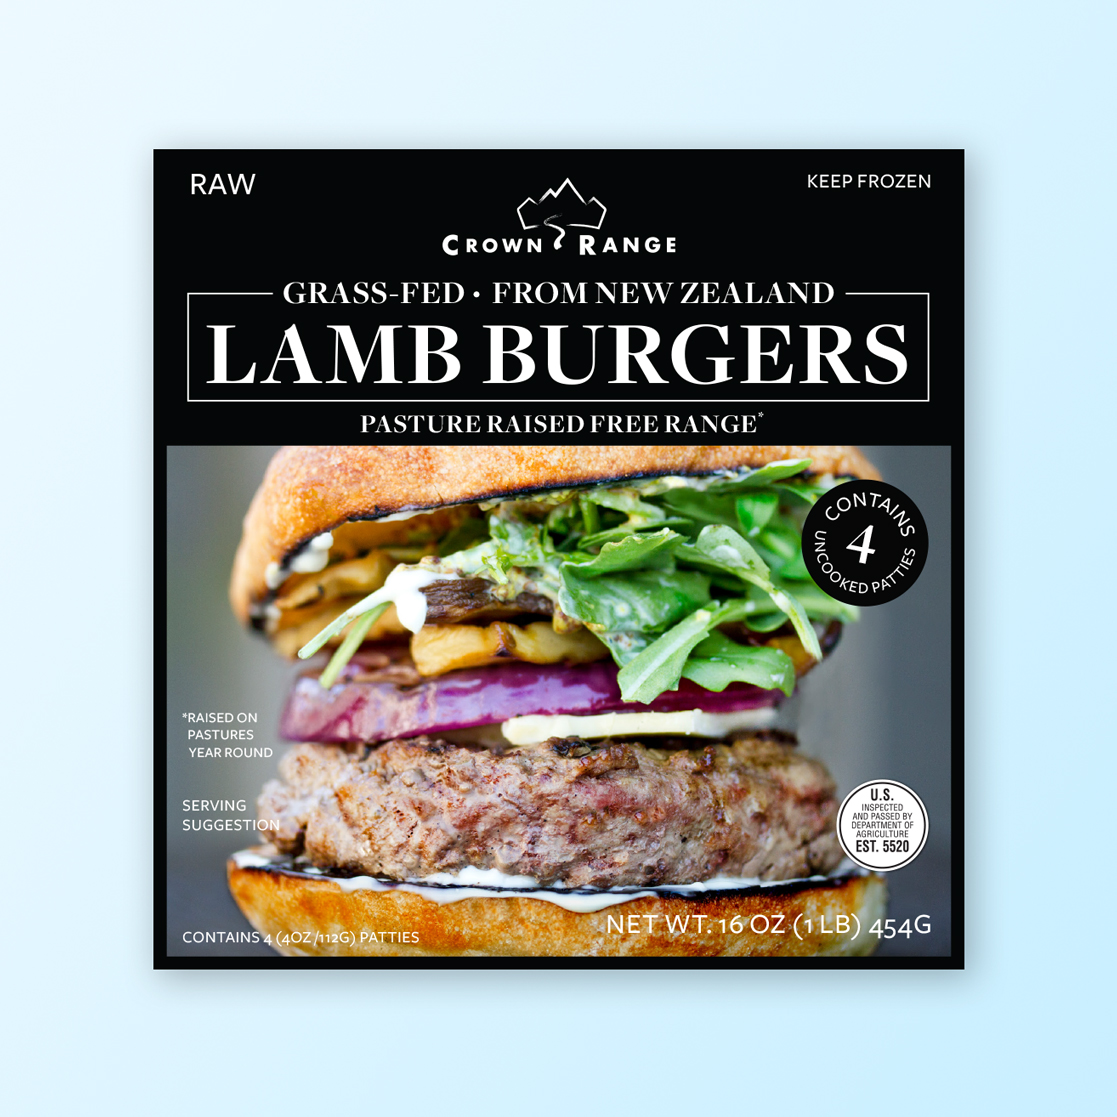 RAW
KEEP FROZEN
CROWN RANGE
GRASS-FED • FROM NEW ZEALAND
LAMB BURGERS
PASTURE RAISED FREE RANGE*
CONTAINS
4
UNCOOKED PATTIES
*RAISED ON
PASTURES
YEAR ROUND
SERVING
SUGGESTION
U.S.
INSPECTED
AND PASSED BY
DEPARTMENT OF
AGRICULTURE
EST. 5520
NET WT. 16 OZ (1 LB) 454G
CONTAINS 4 (4OZ /112G) PATTIES